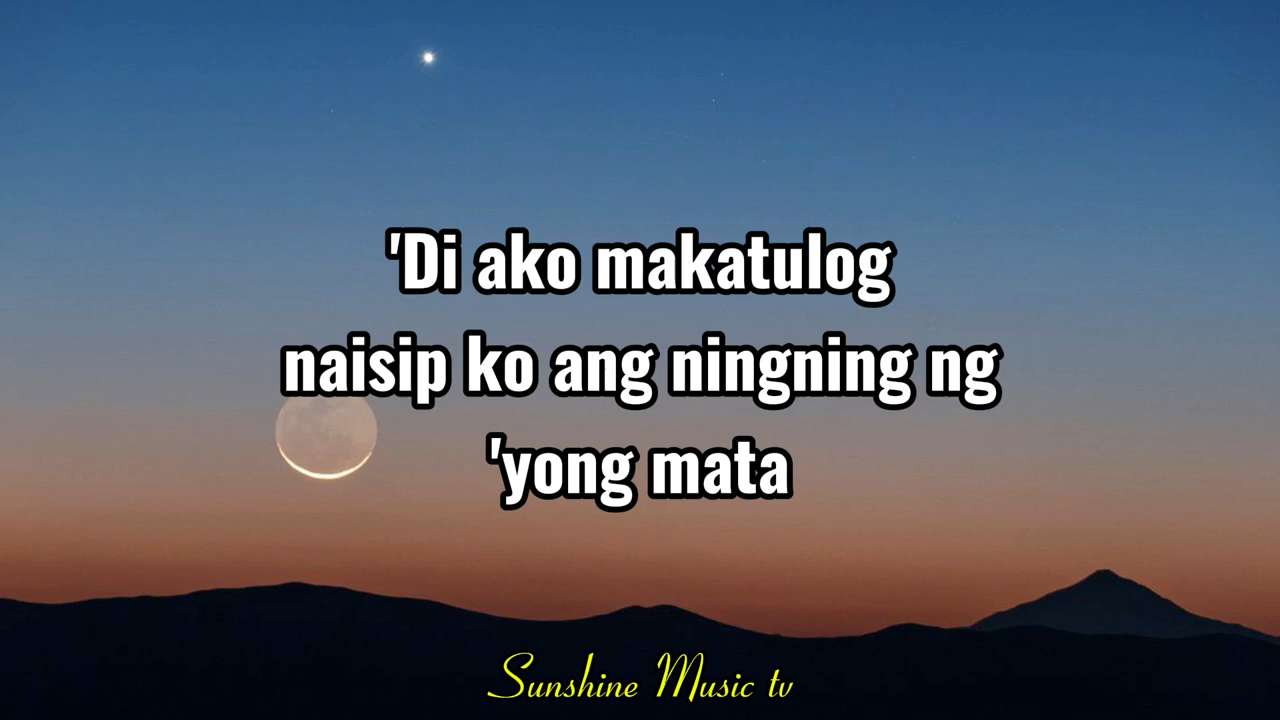 'Di ako makatulog
naisip ko ang ningning ng
'yong mata
Sunshine Music tv